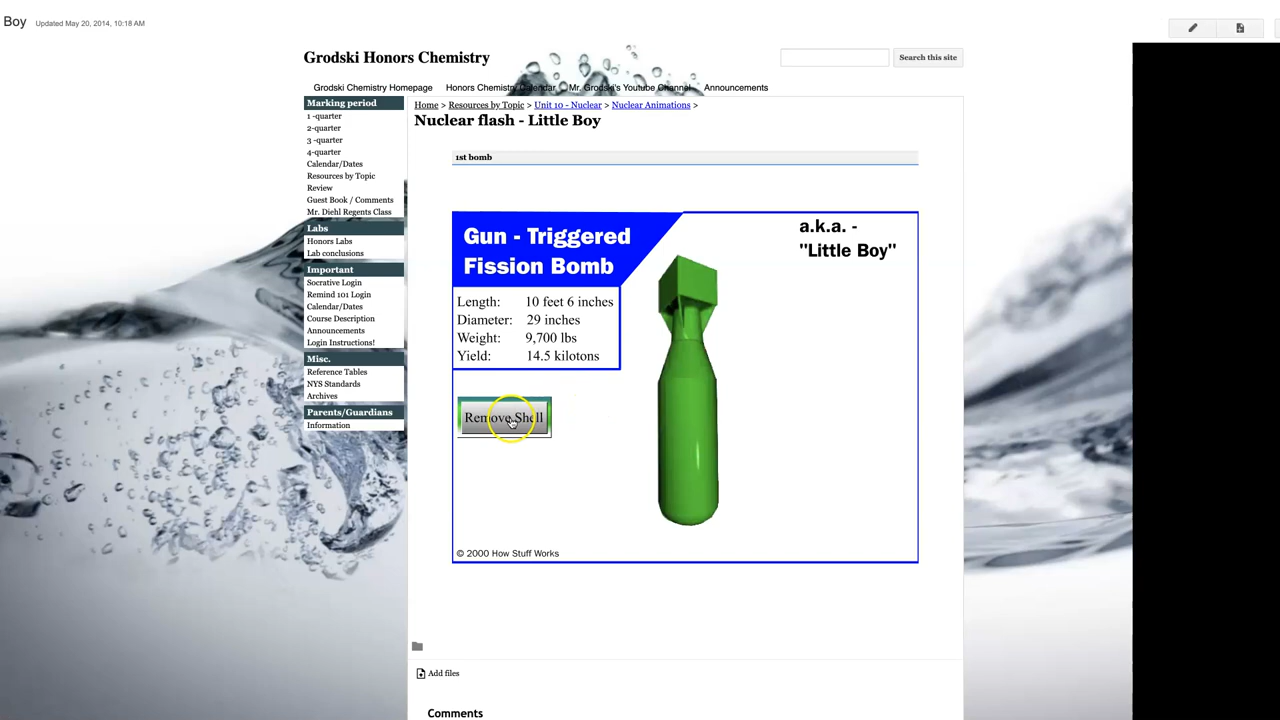 Boy Updated May 20, 2014, 10:18 AM
Grodski Honors Chemistry
Search this site
Grodski Chemistry Homepage Honors Chemistry Calendar Mr. Grodski's Youtube Channel Announcements
Marking period
1 -quarter
2-quarter
3 -quarter
4-quarter
Calendar/Dates
Resources by Topic
Review
Guest Book / Comments
Mr. Diehl Regents Class
Labs
Honors Labs
Lab conclusions
Important
Socrative Login
Remind 101 Login
Calendar/Dates
Course Description
Announcements
Login Instructions!
Misc.
Reference Tables
NYS Standards
Archives
Parents/Guardians
Information
Home > Resources by Topic > Unit 10 - Nuclear > Nuclear Animations >
Nuclear flash - Little Boy
1st bomb
Gun - Triggered
Fission Bomb
a.k.a. -
"Little Boy"
Length: 10 feet 6 inches
Diameter: 29 inches
Weight: 9,700 lbs
Yield: 14.5 kilotons
Remove Shell
© 2000 How Stuff Works
Add files
Comments